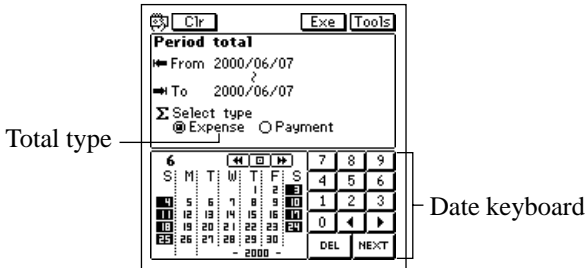 Clr Exe Tools
Period total
From 2000/06/07
~
To 2000/06/07
Σ Select type
Expense Payment
Total type
6
S M T W T F S
1 2 3
4 5 6 7 8 9 10
11 12 13 14 15 16 17
18 19 20 21 22 23 24
25 26 27 28 29 30
- 2000 -
7 8 9
4 5 6
1 2 3
0
DEL NEXT
Date keyboard